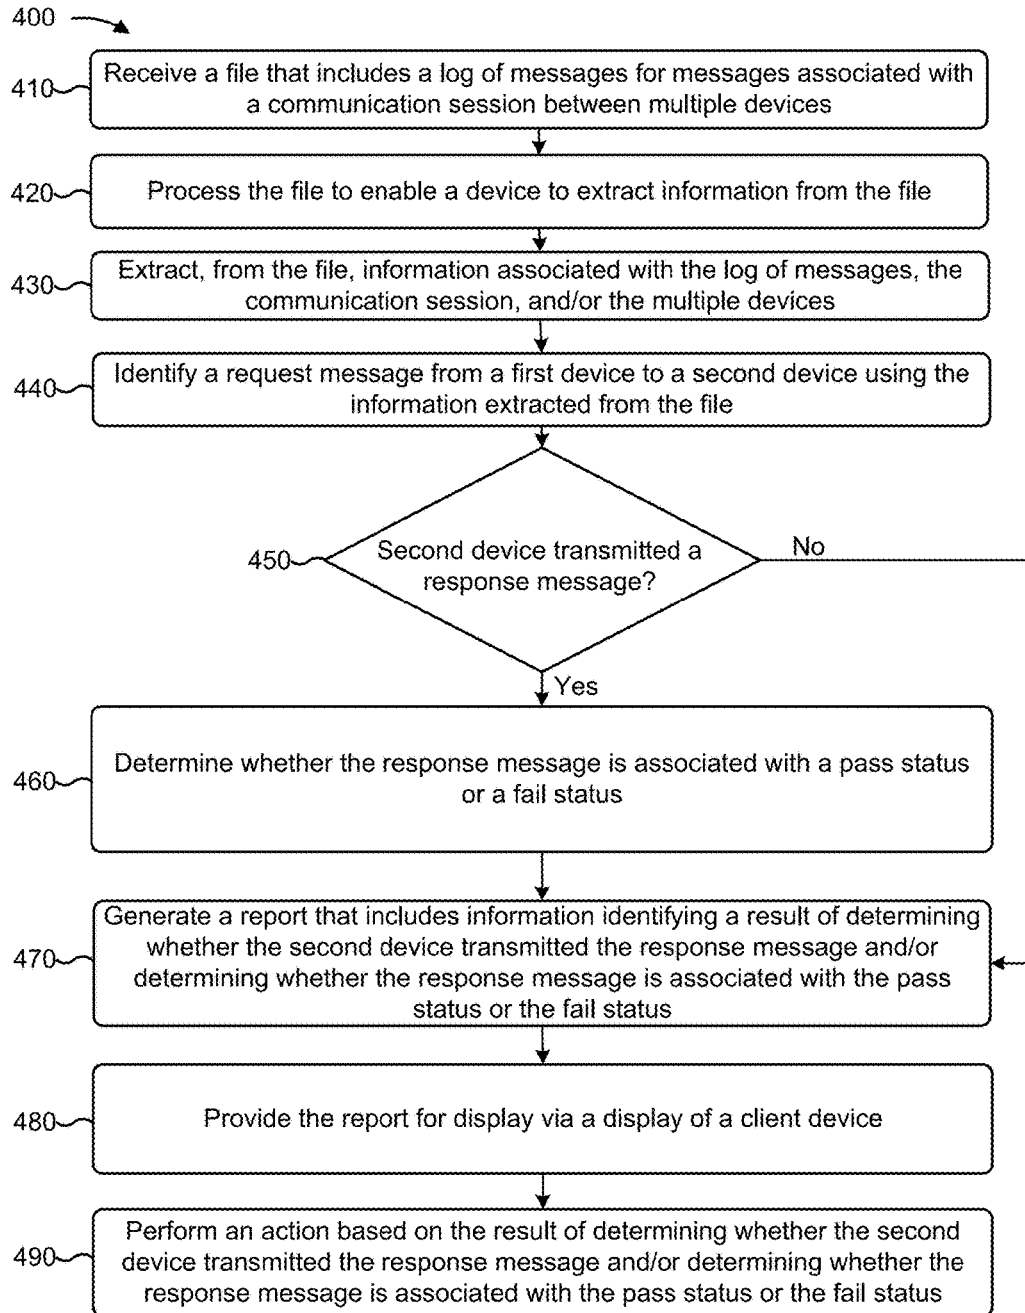 400
410
Receive a file that includes a log of messages for messages associated with
a communication session between multiple devices
420
Process the file to enable a device to extract information from the file
430
Extract, from the file, information associated with the log of messages, the
communication session, and/or the multiple devices
440
Identify a request message from a first device to a second device using the
information extracted from the file
450
Second device transmitted a
response message?
No
Yes
460
Determine whether the response message is associated with a pass status
or a fail status
470
Generate a report that includes information identifying a result of determining
whether the second device transmitted the response message and/or
determining whether the response message is associated with the pass
status or the fail status
480
Provide the report for display via a display of a client device
490
Perform an action based on the result of determining whether the second
device transmitted the response message and/or determining whether the
response message is associated with the pass status or the fail status